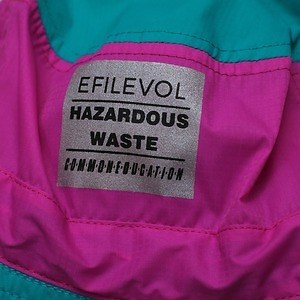 EFILEVOL
HAZARDOUS
WASTE
COMMONEDUCATION